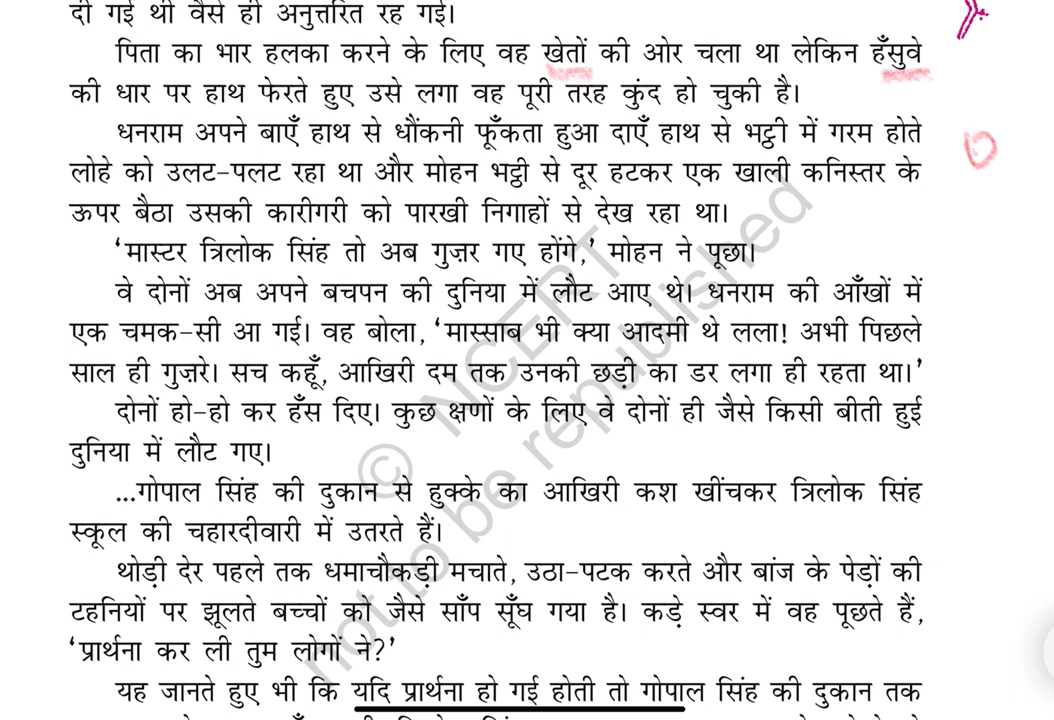 दी गई थी वैसे ही अनुत्तरित रह गई।
पिता का भार हलका करने के लिए वह खेतों की ओर चला था लेकिन हँसुवे
की धार पर हाथ फेरते हुए उसे लगा वह पूरी तरह कुंद हो चुकी है।
धनराम अपने बाएँ हाथ से धौंकनी फूँकता हुआ दाएँ हाथ से भट्ठी में गरम होते
लोहे को उलट-पलट रहा था और मोहन भट्ठी से दूर हटकर एक खाली कनिस्तर के
ऊपर बैठा उसकी कारीगरी को पारखी निगाहों से देख रहा था।
‘मास्टर त्रिलोक सिंह तो अब गुज़र गए होंगे,’ मोहन ने पूछा।
वे दोनों अब अपने बचपन की दुनिया में लौट आए थे। धनराम की आँखों में
एक चमक-सी आ गई। वह बोला, ‘मास्साब भी क्या आदमी थे लला! अभी पिछले
साल ही गुज़रे। सच कहूँ, आखिरी दम तक उनकी छड़ी का डर लगा ही रहता था।’
दोनों हो-हो कर हँस दिए। कुछ क्षणों के लिए वे दोनों ही जैसे किसी बीती हुई
दुनिया में लौट गए।
...गोपाल सिंह की दुकान से हुक्के का आखिरी कश खींचकर त्रिलोक सिंह
स्कूल की चहारदीवारी में उतरते हैं।
थोड़ी देर पहले तक धमाचौकड़ी मचाते, उठा-पटक करते और बांज के पेड़ों की
टहनियों पर झूलते बच्चों को जैसे साँप सूँघ गया है। कड़े स्वर में वह पूछते हैं,
‘प्रार्थना कर ली तुम लोगों ने?’
यह जानते हुए भी कि यदि प्रार्थना हो गई होती तो गोपाल सिंह की दुकान तक
© NCERT
not to be republished